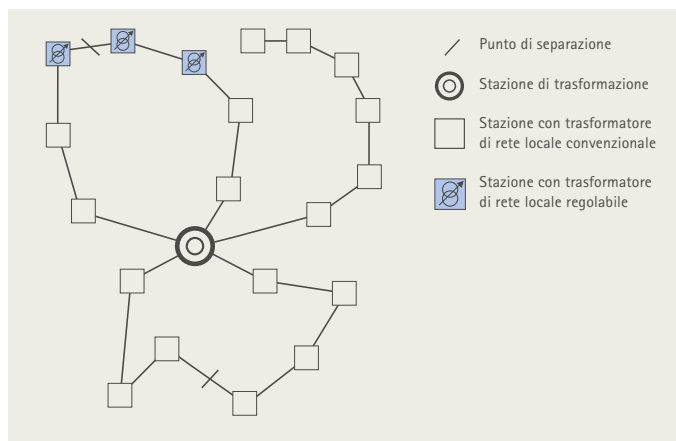 Punto di separazione
Stazione di trasformazione
Stazione con trasformatore
di rete locale convenzionale
Stazione con trasformatore
di rete locale regolabile